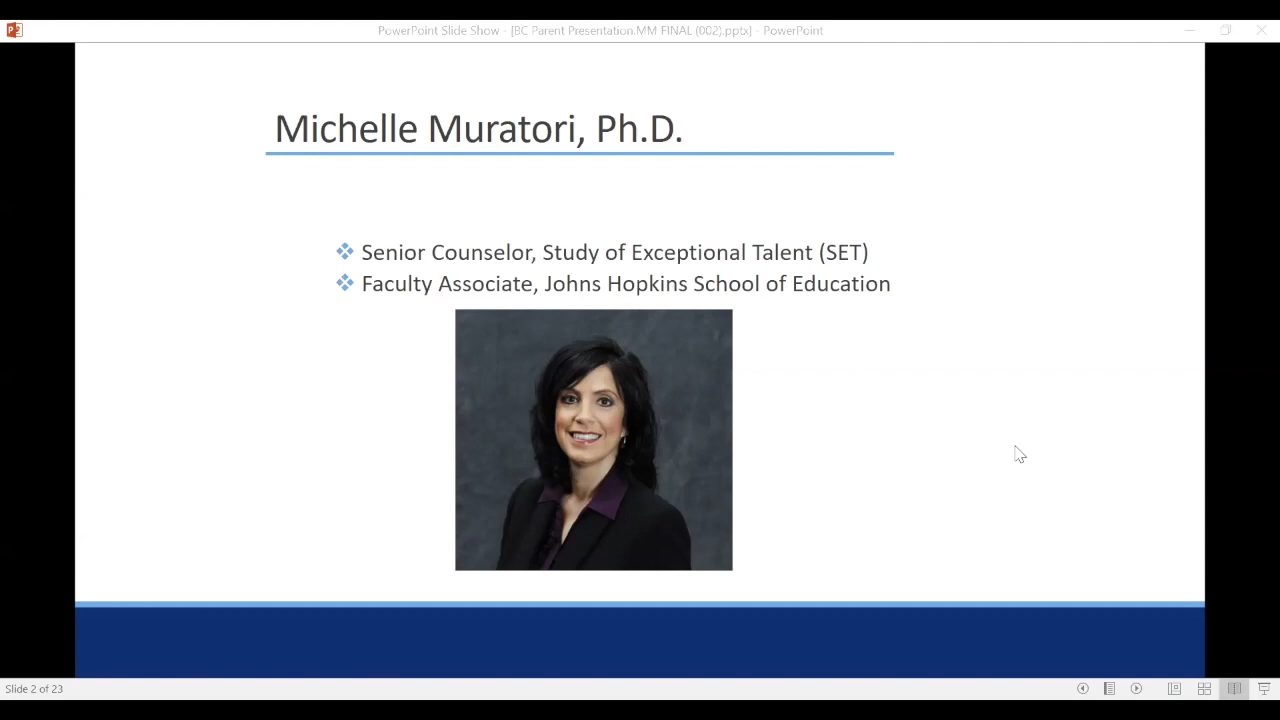 PowerPoint Slide Show - [BC Parent Presentation.MM FINAL (002).pptx] - PowerPoint
Michelle Muratori, Ph.D.
Senior Counselor, Study of Exceptional Talent (SET)
Faculty Associate, Johns Hopkins School of Education
Slide 2 of 23